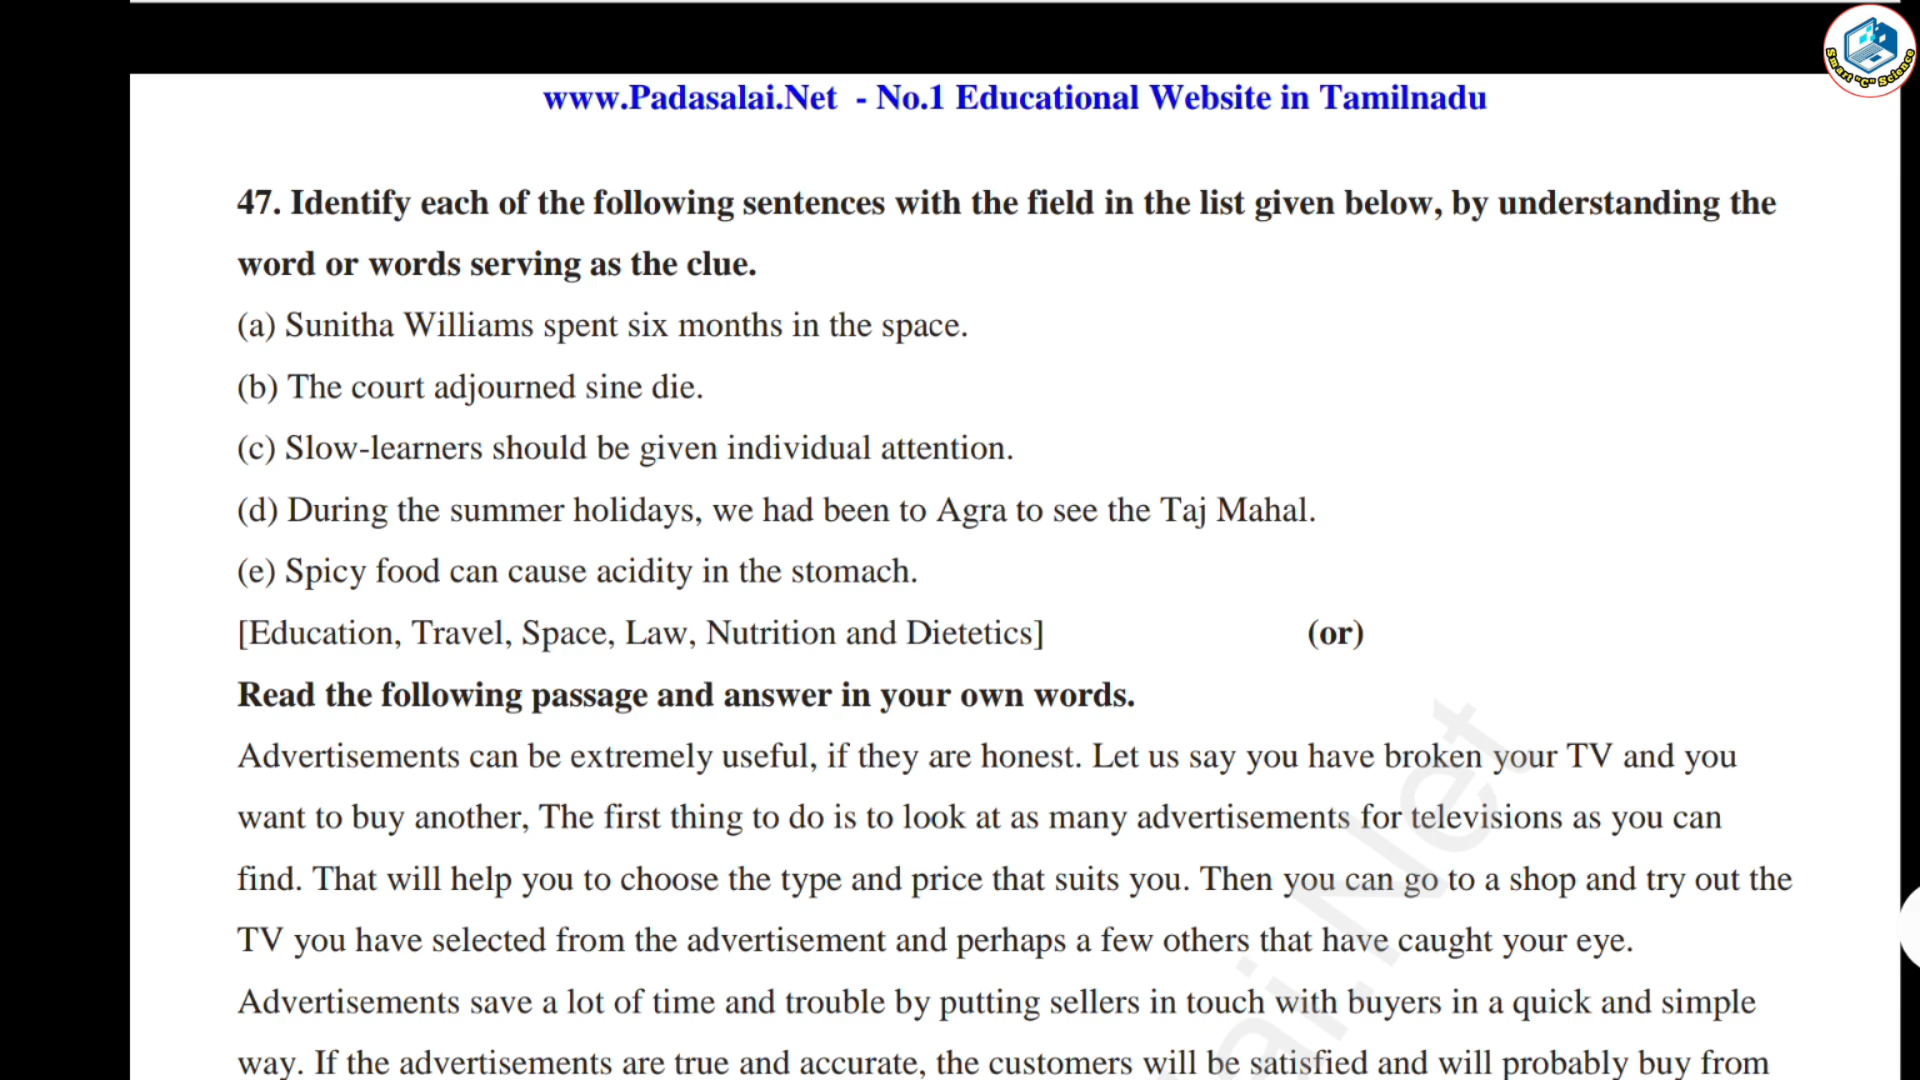 Smart "C" Science
www.Padasalai.Net - No.1 Educational Website in Tamilnadu
47. Identify each of the following sentences with the field in the list given below, by understanding the
word or words serving as the clue.
(a) Sunitha Williams spent six months in the space.
(b) The court adjourned sine die.
(c) Slow-learners should be given individual attention.
(d) During the summer holidays, we had been to Agra to see the Taj Mahal.
(e) Spicy food can cause acidity in the stomach.
[Education, Travel, Space, Law, Nutrition and Dietetics] (or)
Read the following passage and answer in your own words.
Advertisements can be extremely useful, if they are honest. Let us say you have broken your TV and you
want to buy another, The first thing to do is to look at as many advertisements for televisions as you can
find. That will help you to choose the type and price that suits you. Then you can go to a shop and try out the
TV you have selected from the advertisement and perhaps a few others that have caught your eye.
Advertisements save a lot of time and trouble by putting sellers in touch with buyers in a quick and simple
way. If the advertisements are true and accurate, the customers will be satisfied and will probably buy from
ai.Net